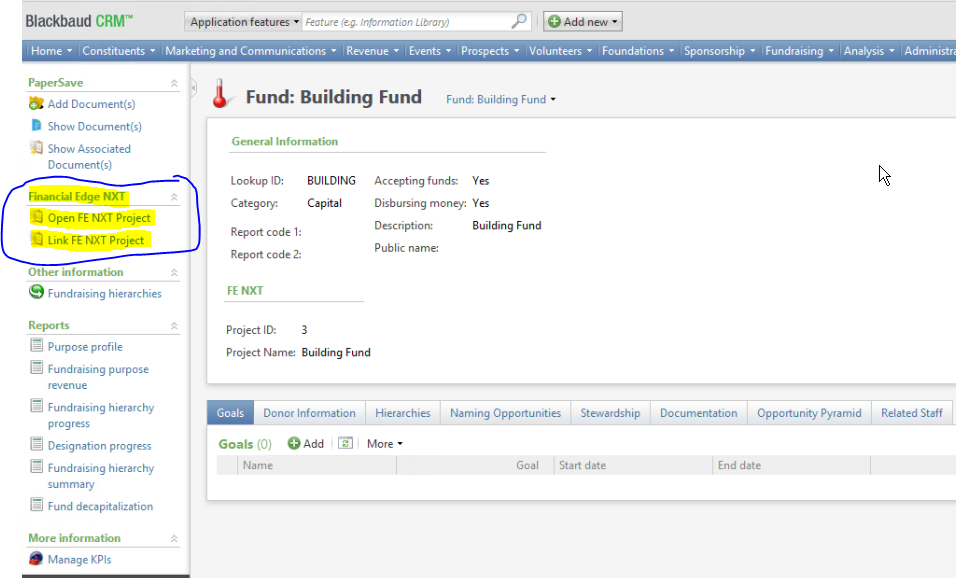 Blackbaud CRM™
Application features
Feature (e.g. Information Library)
Add new
Home Constituents Marketing and Communications Revenue Events Prospects Volunteers Foundations Sponsorship Fundraising Analysis Administra
PaperSave
Add Document(s)
Show Document(s)
Show Associated
Document(s)
Financial Edge NXT
Open FE NXT Project
Link FE NXT Project
Other information
Fundraising hierarchies
Reports
Purpose profile
Fundraising purpose
revenue
Fundraising hierarchy
progress
Designation progress
Fundraising hierarchy
summary
Fund decapitalization
More information
Manage KPIs
Fund: Building Fund
Fund: Building Fund
General Information
Lookup ID: BUILDING Accepting funds: Yes
Category: Capital Disbursing money: Yes
Report code 1: Description: Building Fund
Report code 2: Public name:
FE NXT
Project ID: 3
Project Name: Building Fund
Goals Donor Information Hierarchies Naming Opportunities Stewardship Documentation Opportunity Pyramid Related Staff
Goals (0) Add More
Name Goal Start date End date